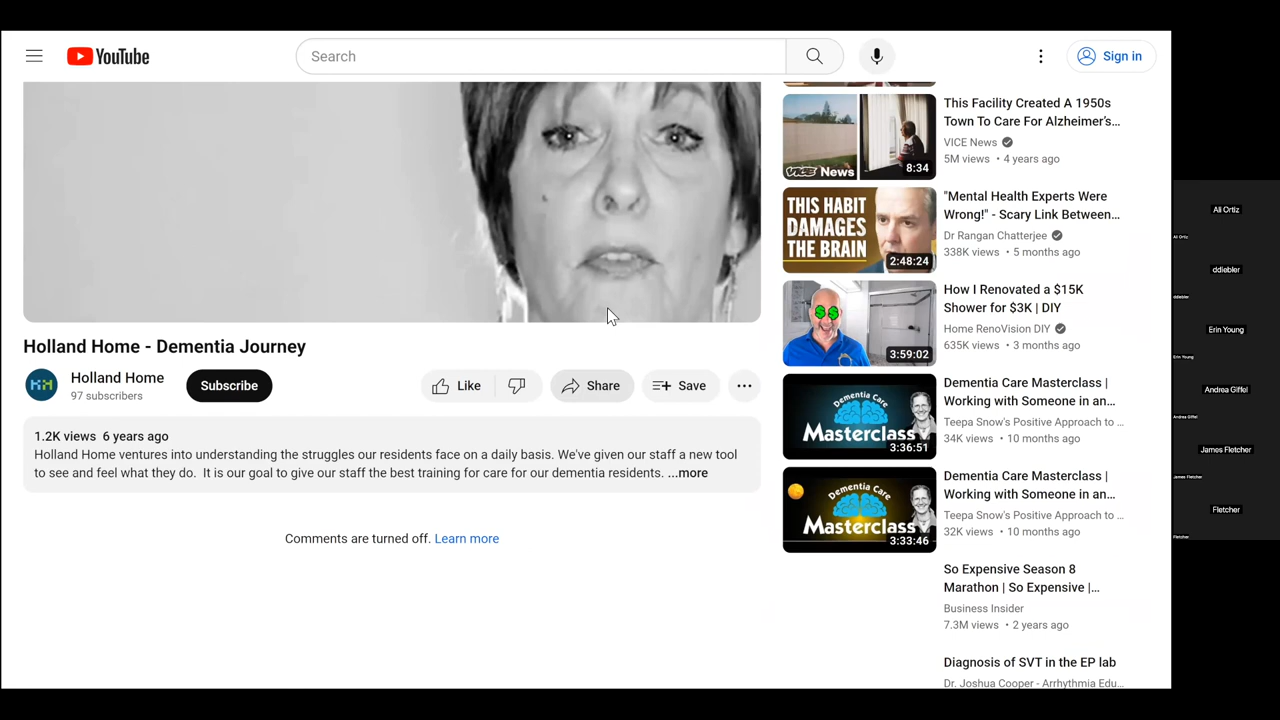 YouTube
Search
Sign in
Holland Home - Dementia Journey
Holland Home
97 subscribers
Subscribe
Like
Share
Save
1.2K views 6 years ago
Holland Home ventures into understanding the struggles our residents face on a daily basis. We've given our staff a new tool
to see and feel what they do. It is our goal to give our staff the best training for care for our dementia residents. ...more
Comments are turned off. Learn more
VICE News
8:34
This Facility Created A 1950s
Town To Care For Alzheimer's...
VICE News
5M views • 4 years ago
THIS HABIT
DAMAGES
THE BRAIN
2:48:24
"Mental Health Experts Were
Wrong!" - Scary Link Between...
Dr Rangan Chatterjee
338K views • 5 months ago
3:59:02
How I Renovated a $15K
Shower for $3K | DIY
Home RenoVision DIY
635K views • 3 months ago
Dementia Care
Masterclass
3:36:51
Dementia Care Masterclass |
Working with Someone in an...
Teepa Snow's Positive Approach to ...
34K views • 10 months ago
Dementia Care
Masterclass
3:33:46
Dementia Care Masterclass |
Working with Someone in an...
Teepa Snow's Positive Approach to ...
32K views • 10 months ago
So Expensive Season 8
Marathon | So Expensive |...
Business Insider
7.3M views • 2 years ago
Diagnosis of SVT in the EP lab
Dr. Joshua Cooper - Arrhythmia Edu...
Ali Ortiz
Ali Ortiz
ddiebler
ddiebler
Erin Young
Erin Young
Andrea Giffel
Andrea Giffel
James Fletcher
James Fletcher
Fletcher
Fletcher